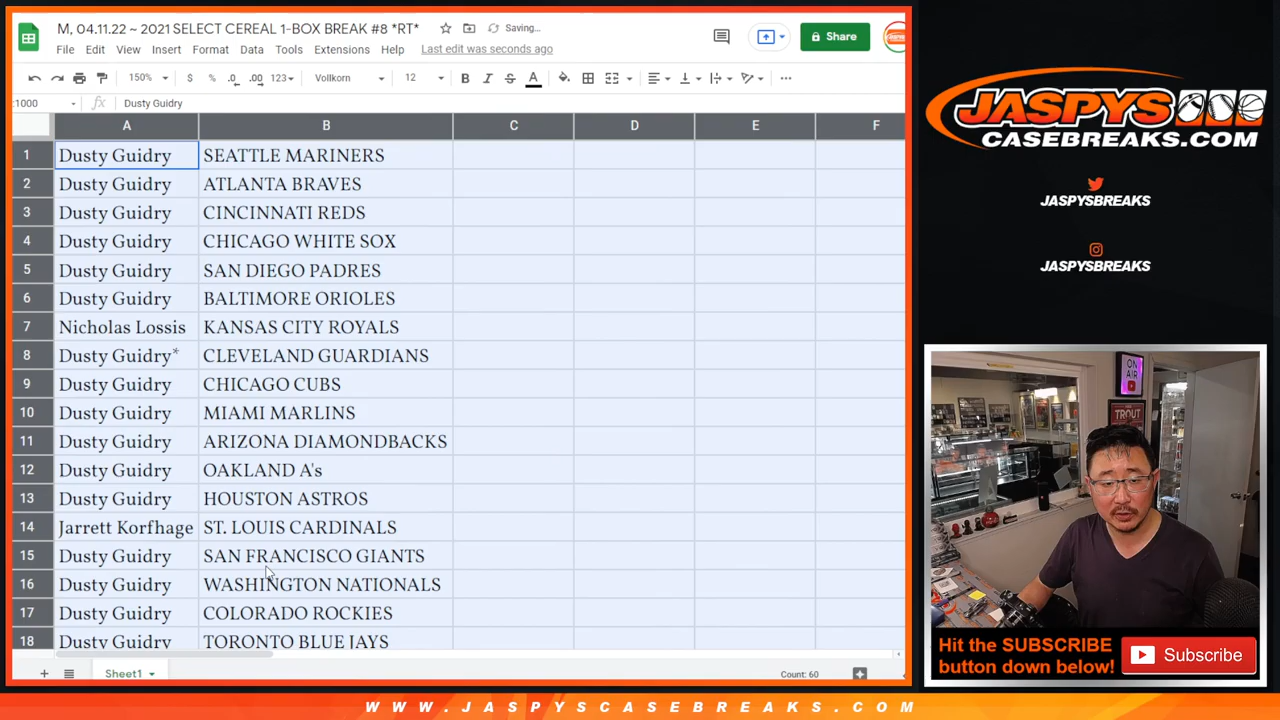 M, 04.11.22 ~ 2021 SELECT CEREAL 1-BOX BREAK #8 *RT*
Saving...
File Edit View Insert Format Data Tools Extensions Help Last edit was seconds ago
Share
150% $ % .0 .00 123 Vollkorn 12 B I S A
:1000 fx Dusty Guidry
A B C D E F
1 Dusty Guidry SEATTLE MARINERS
2 Dusty Guidry ATLANTA BRAVES
3 Dusty Guidry CINCINNATI REDS
4 Dusty Guidry CHICAGO WHITE SOX
5 Dusty Guidry SAN DIEGO PADRES
6 Dusty Guidry BALTIMORE ORIOLES
7 Nicholas Lossis KANSAS CITY ROYALS
8 Dusty Guidry* CLEVELAND GUARDIANS
9 Dusty Guidry CHICAGO CUBS
10 Dusty Guidry MIAMI MARLINS
11 Dusty Guidry ARIZONA DIAMONDBACKS
12 Dusty Guidry OAKLAND A's
13 Dusty Guidry HOUSTON ASTROS
14 Jarrett Korfhage ST. LOUIS CARDINALS
15 Dusty Guidry SAN FRANCISCO GIANTS
16 Dusty Guidry WASHINGTON NATIONALS
17 Dusty Guidry COLORADO ROCKIES
18 Dusty Guidry TORONTO BLUE JAYS
Sheet1
Count: 60
JASPYS
CASEBREAKS.COM
JASPYSBREAKS
JASPYSBREAKS
ON
AIR
TROUT
Hit the SUBSCRIBE
button down below!
Subscribe
WWW.JASPYSCASEBREAKS.COM